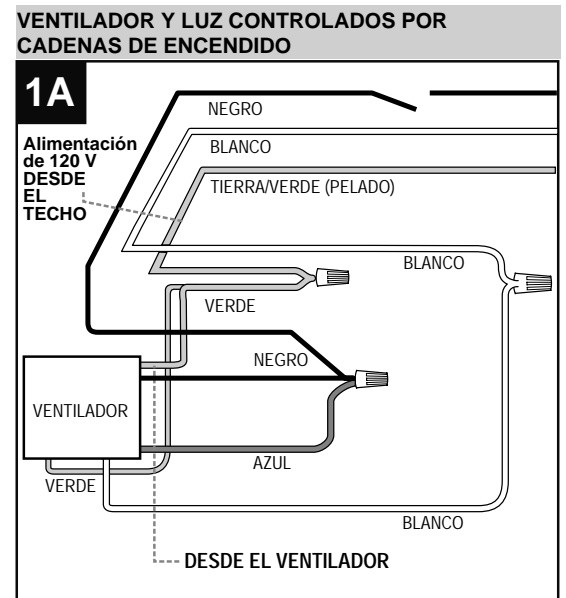 VENTILADOR Y LUZ CONTROLADOS POR
CADENAS DE ENCENDIDO
1A
NEGRO
Alimentación
de 120 V
DESDE
EL
TECHO
BLANCO
TIERRA/VERDE (PELADO)
BLANCO
VERDE
NEGRO
VENTILADOR
AZUL
VERDE
BLANCO
DESDE EL VENTILADOR